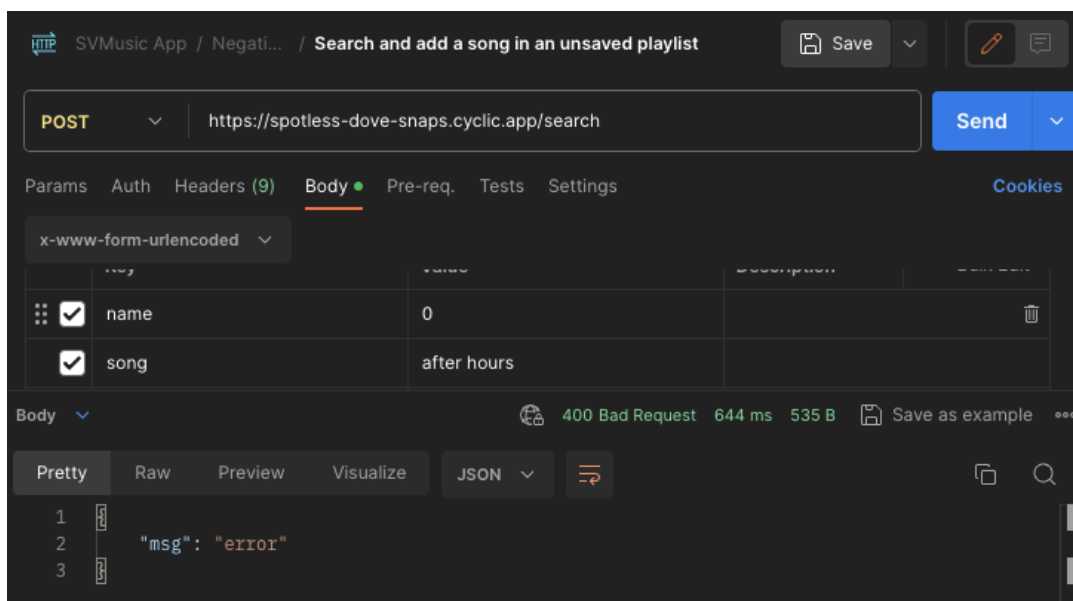 HTTP SVMusic App / Negati... / Search and add a song in an unsaved playlist Save
POST https://spotless-dove-snaps.cyclic.app/search Send
Params Auth Headers (9) Body Pre-req. Tests Settings Cookies
x-www-form-urlencoded
name 0
song after hours
Body 400 Bad Request 644 ms 535 B Save as example
Pretty Raw Preview Visualize JSON
1 {
2 "msg": "error"
3 }